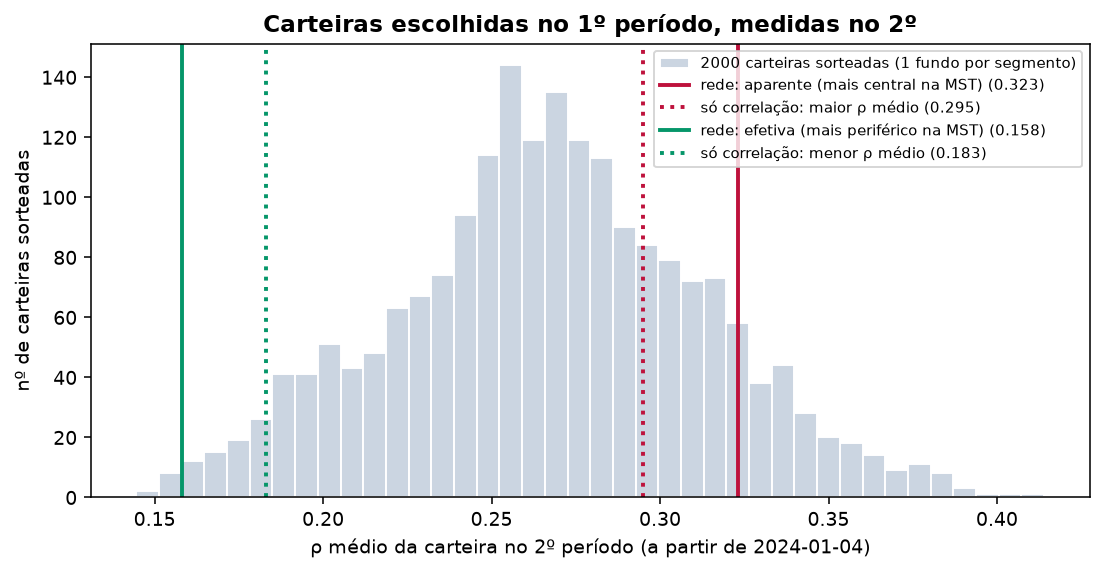 Carteiras escolhidas no 1º período, medidas no 2º
2000 carteiras sorteadas (1 fundo por segmento)
rede: aparente (mais central na MST) (0.323)
só correlação: maior ρ médio (0.295)
rede: efetiva (mais periférico na MST) (0.158)
só correlação: menor ρ médio (0.183)
nº de carteiras sorteadas
140
120
100
80
60
40
20
0
0.15
0.20
0.25
0.30
0.35
0.40
ρ médio da carteira no 2º período (a partir de 2024-01-04)